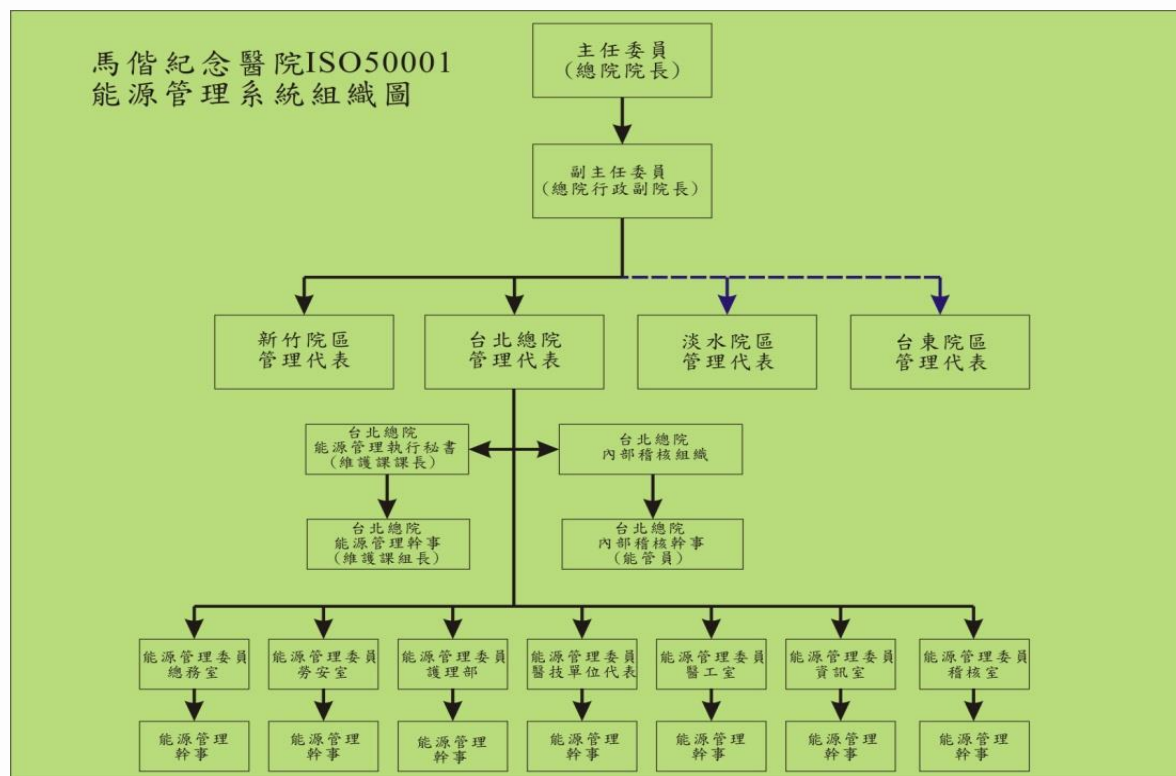 馬偕紀念醫院ISO50001
能源管理系統組織圖
主任委員
(總院院長)
副主任委員
(總院行政副院長)
新竹院區
管理代表
台北總院
管理代表
淡水院區
管理代表
台東院區
管理代表
台北總院
能源管理執行秘書
(維護課課長)
台北總院
內部稽核組織
台北總院
能源管理幹事
(維護課組長)
台北總院
內部稽核幹事
(能管員)
能源管理委員
總務室
能源管理委員
勞安室
能源管理委員
護理部
能源管理委員
醫技單位代表
能源管理委員
醫工室
能源管理委員
資訊室
能源管理委員
稽核室
能源管理
幹事
能源管理
幹事
能源管理
幹事
能源管理
幹事
能源管理
幹事
能源管理
幹事
能源管理
幹事